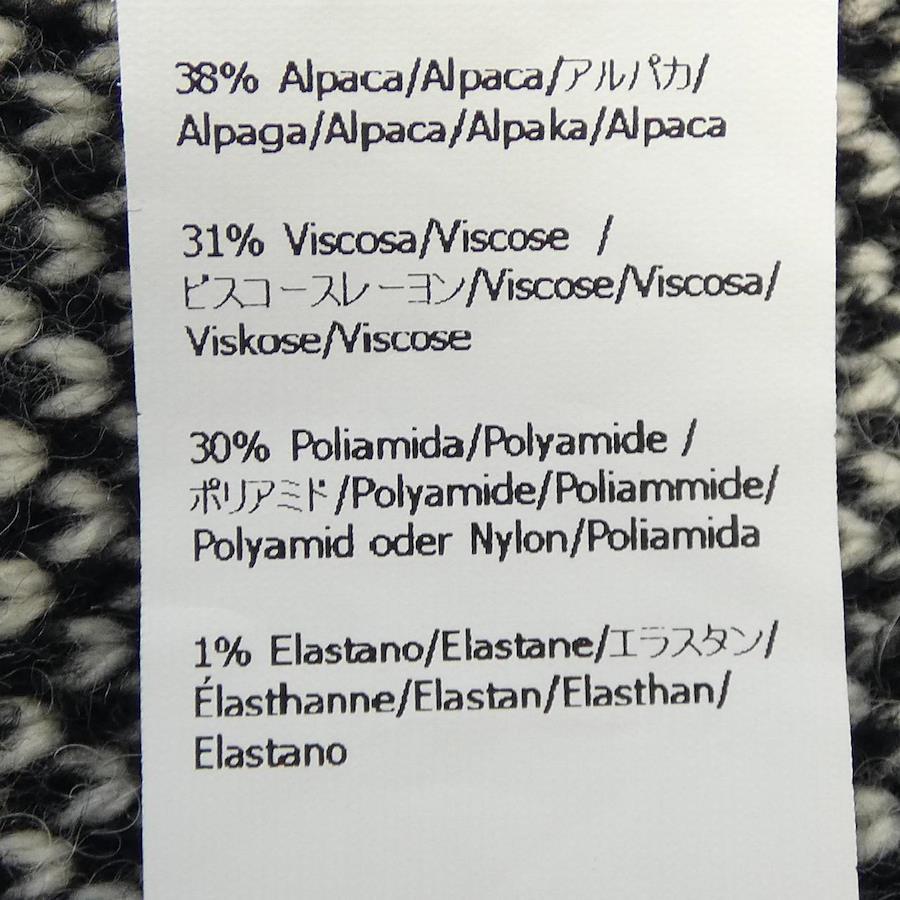 38% Alpaca/Alpaca/アルパカ/
Alpaga/Alpaca/Alpaka/Alpaca
31% Viscosa/Viscose /
ビスコースレーヨン/Viscose/Viscosa/
Viskose/Viscose
30% Poliamida/Polyamide /
ポリアミド/Polyamide/Poliammide/
Polyamid oder Nylon/Poliamida
1% Elastano/Elastane/エラスタン/
Élasthanne/Elastan/Elasthan/
Elastano